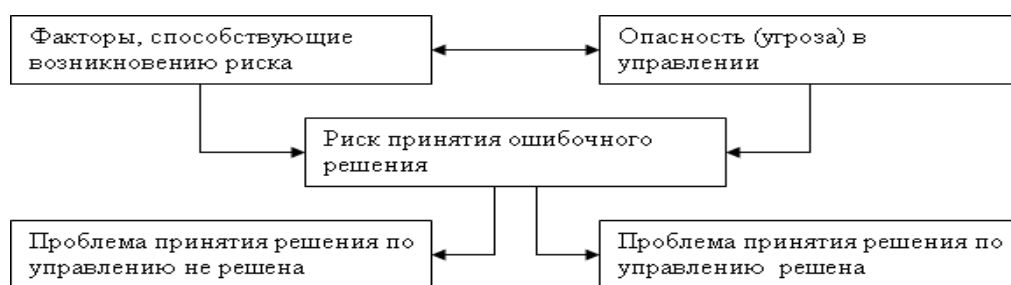 Факторы, способствующие
возникновению риска
Опасность (угроза) в
управлении
Риск принятия ошибочного
решения
Проблема принятия решения по
управлению не решена
Проблема принятия решения по
управлению решена